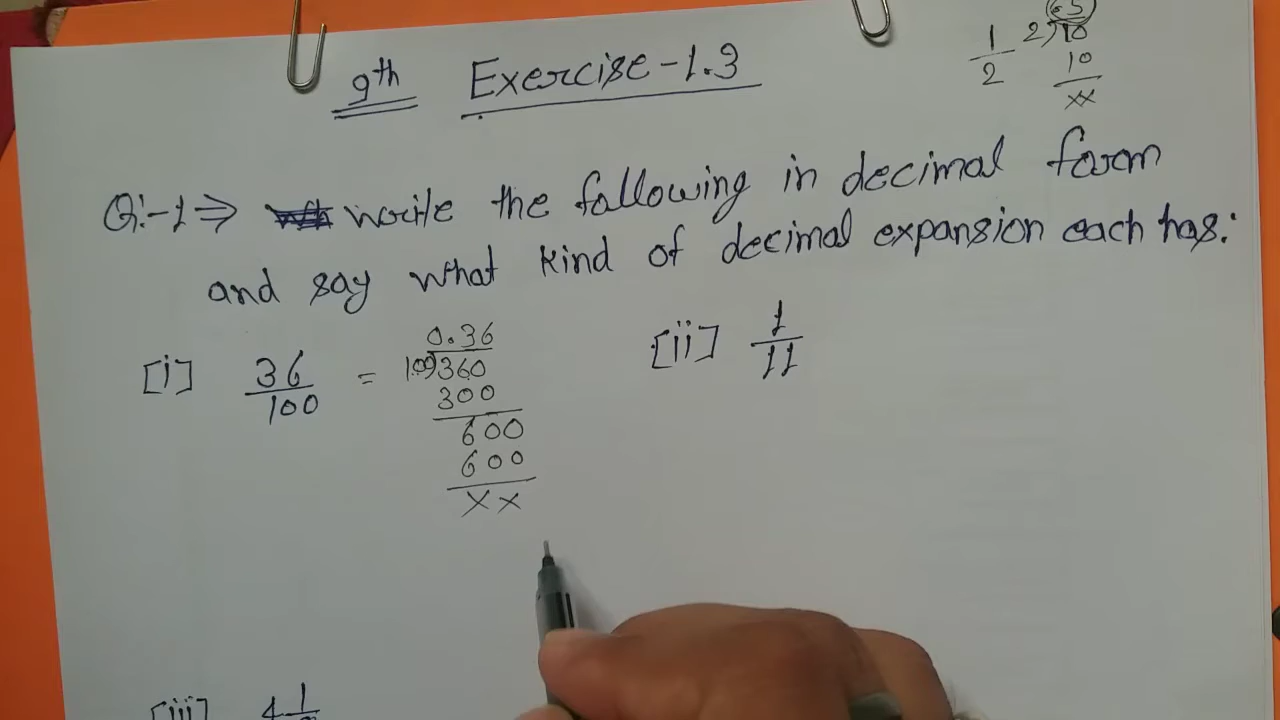 9th Exercise-1.3
1/2 2)10
10
xx
Q:-1⇒ write the following in decimal form
and say what kind of decimal expansion each has:
[i] 36/100 = 100)360
0.36
300
600
600
xx
[ii] 1/11
[iii] 4 1